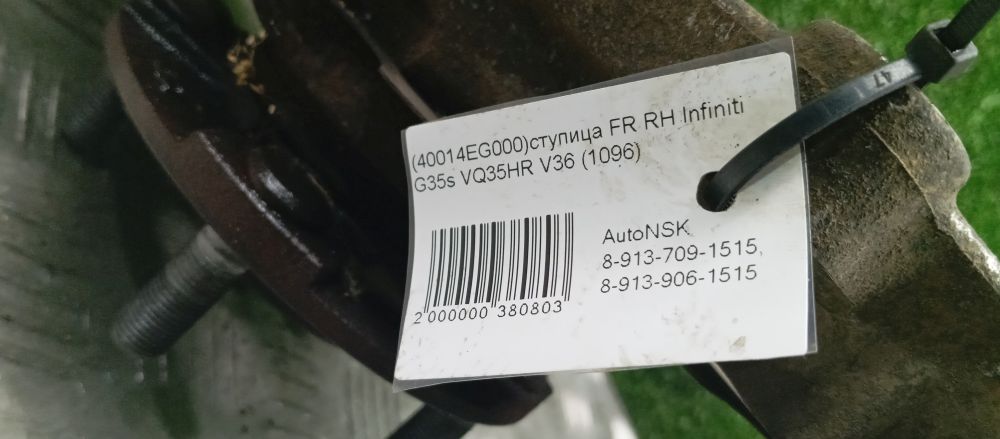 (40014EG000)ступица FR RH Infiniti
G35s VQ35HR V36 (1096)
AutoNSK
8-913-709-1515,
8-913-906-1515
2 000000 380803
47